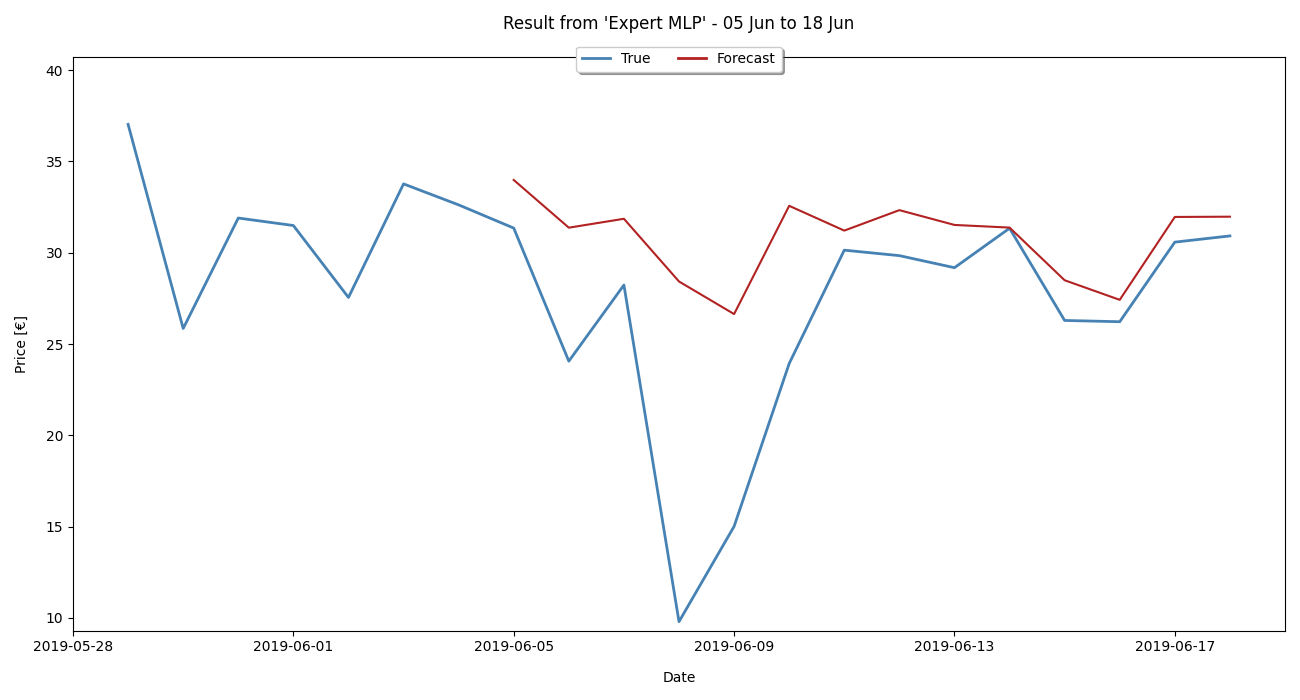 Result from 'Expert MLP' - 05 Jun to 18 Jun
True Forecast
40
35
30
25
20
15
10
Price [€]
2019-05-28 2019-06-01 2019-06-05 2019-06-09 2019-06-13 2019-06-17
Date